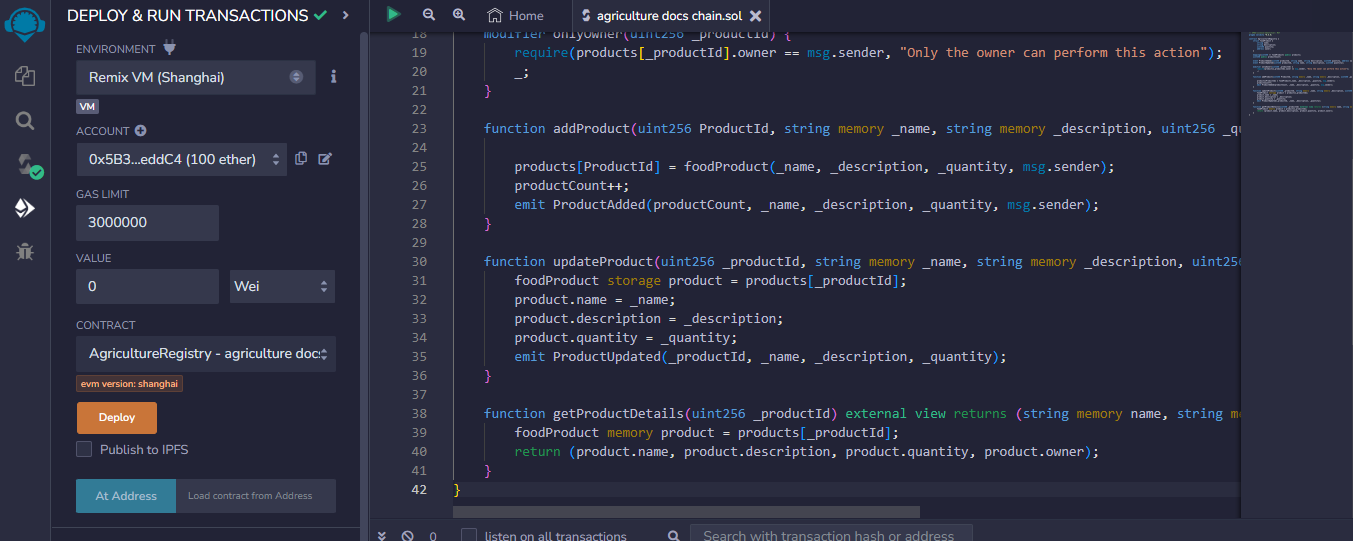 DEPLOY & RUN TRANSACTIONS
ENVIRONMENT
Remix VM (Shanghai)
VM
ACCOUNT
0x5B3...eddC4 (100 ether)
GAS LIMIT
3000000
VALUE
0
Wei
CONTRACT
AgricultureRegistry - agriculture docs
evm version: shanghai
Deploy
Publish to IPFS
At Address
Load contract from Address
Home
agriculture docs chain.sol
18 modifier onlyOwner(uint256 _productId) {
19 require(products[_productId].owner == msg.sender, "Only the owner can perform this action");
20 _;
21 }
22
23 function addProduct(uint256 ProductId, string memory _name, string memory _description, uint256 _qu
24
25 products[ProductId] = foodProduct(_name, _description, _quantity, msg.sender);
26 productCount++;
27 emit ProductAdded(productCount, _name, _description, _quantity, msg.sender);
28 }
29
30 function updateProduct(uint256 _productId, string memory _name, string memory _description, uint256
31 foodProduct storage product = products[_productId];
32 product.name = _name;
33 product.description = _description;
34 product.quantity = _quantity;
35 emit ProductUpdated(_productId, _name, _description, _quantity);
36 }
37
38 function getProductDetails(uint256 _productId) external view returns (string memory name, string me
39 foodProduct memory product = products[_productId];
40 return (product.name, product.description, product.quantity, product.owner);
41 }
42 }
0
listen on all transactions
Search with transaction hash or address